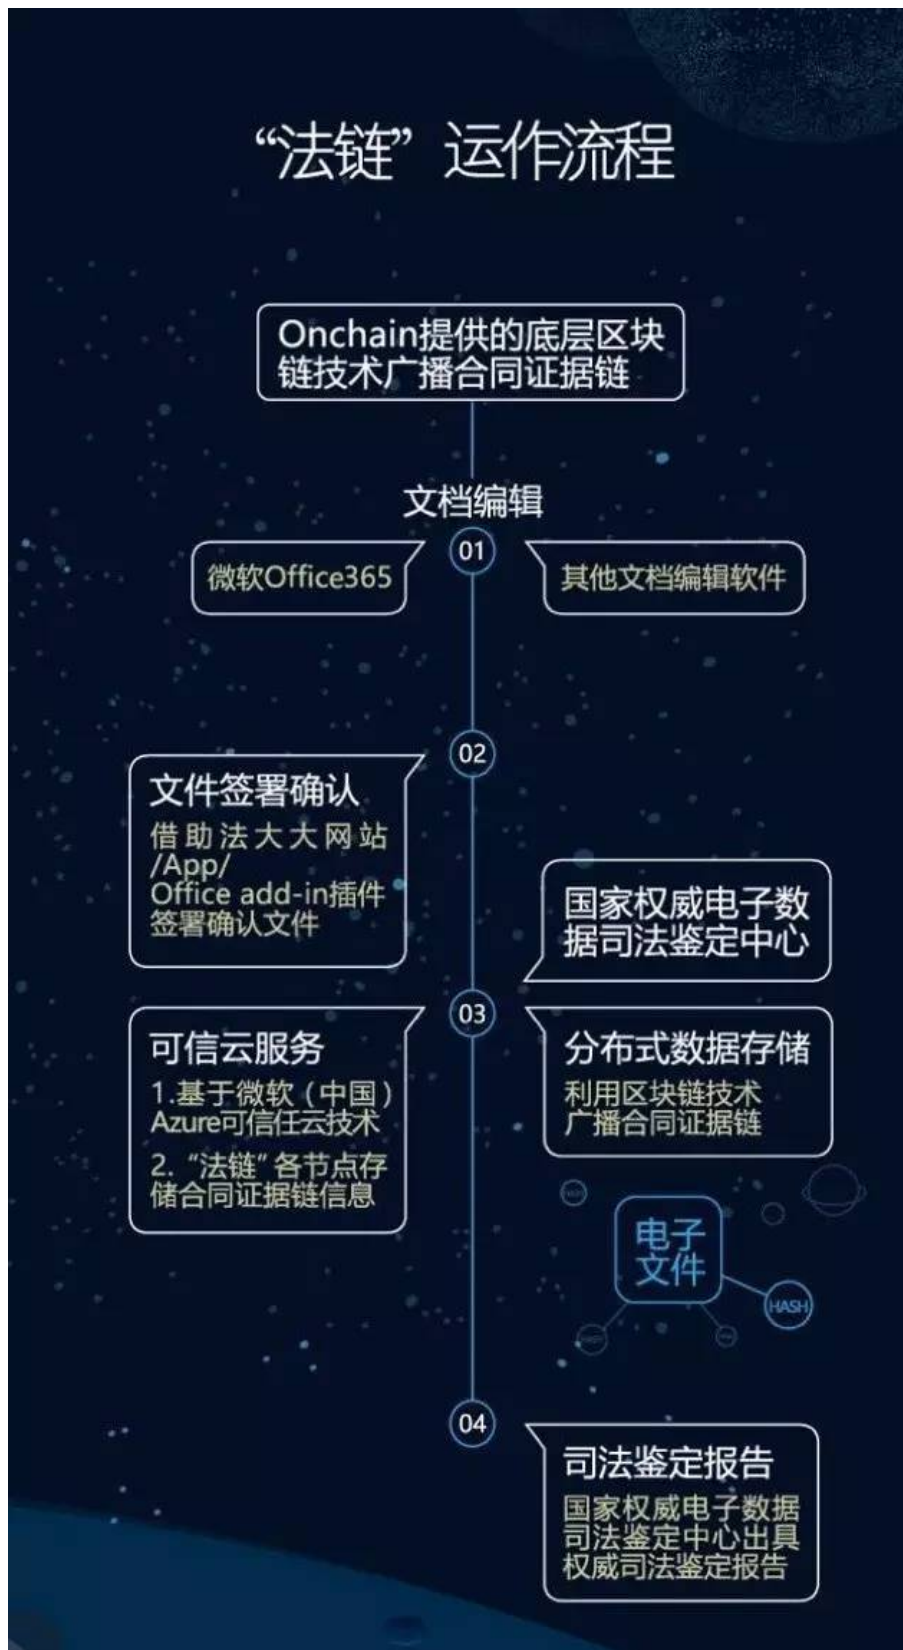 “法链”运作流程
Onchain提供的底层区块
链技术广播合同证据链
文档编辑
01
微软Office365
其他文档编辑软件
02
文件签署确认
借助法大大网站
/App/
Office add-in插件
签署确认文件
国家权威电子数
据司法鉴定中心
03
可信云服务
1.基于微软（中国）
Azure可信任云技术
2.“法链”各节点存
储合同证据链信息
分布式数据存储
利用区块链技术
广播合同证据链
电子
文件
HASH
04
司法鉴定报告
国家权威电子数据
司法鉴定中心出具
权威司法鉴定报告